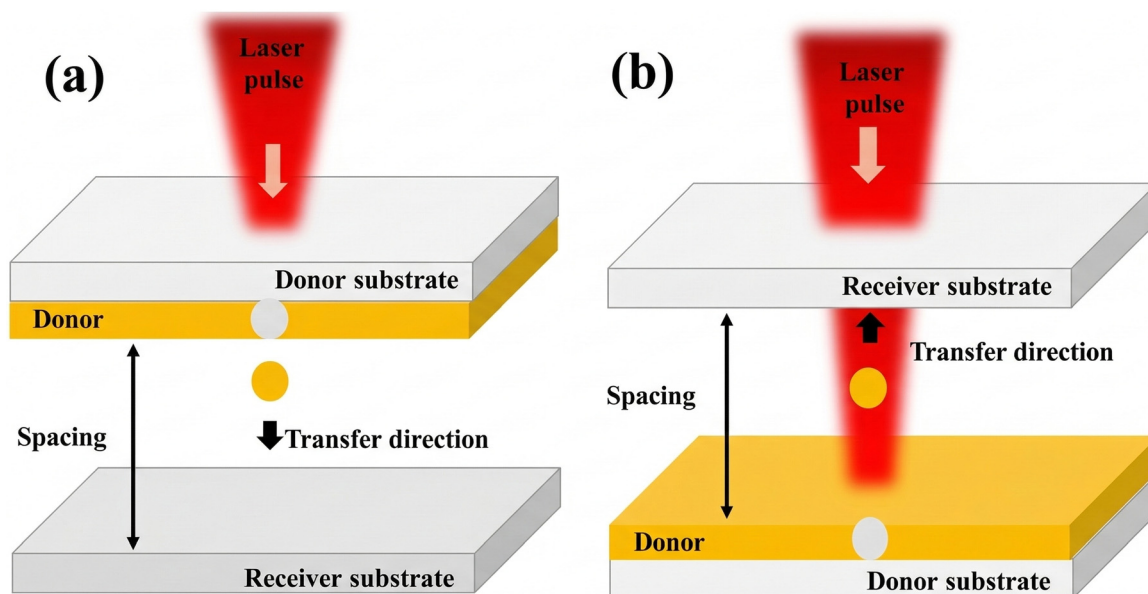 (a)
Laser
pulse
Donor substrate
Donor
Spacing
Transfer direction
Receiver substrate
(b)
Laser
pulse
Receiver substrate
Transfer direction
Spacing
Donor
Donor substrate